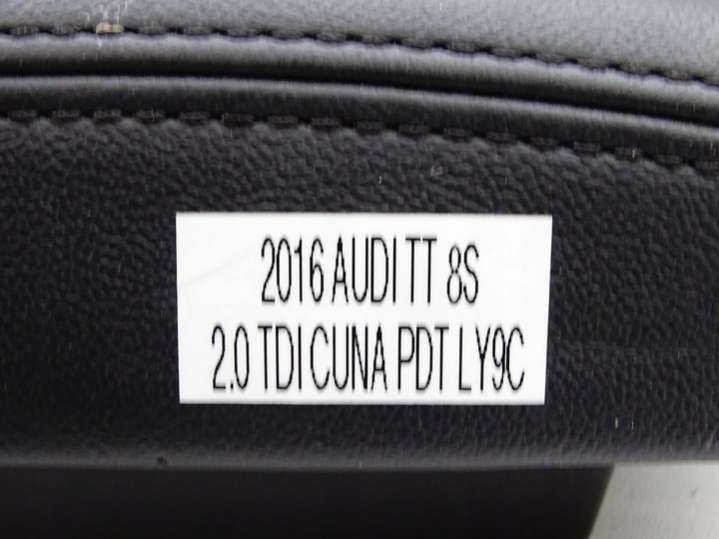 2016 AUDI TT 8S
2.0 TDI CUNA PDT LY9C